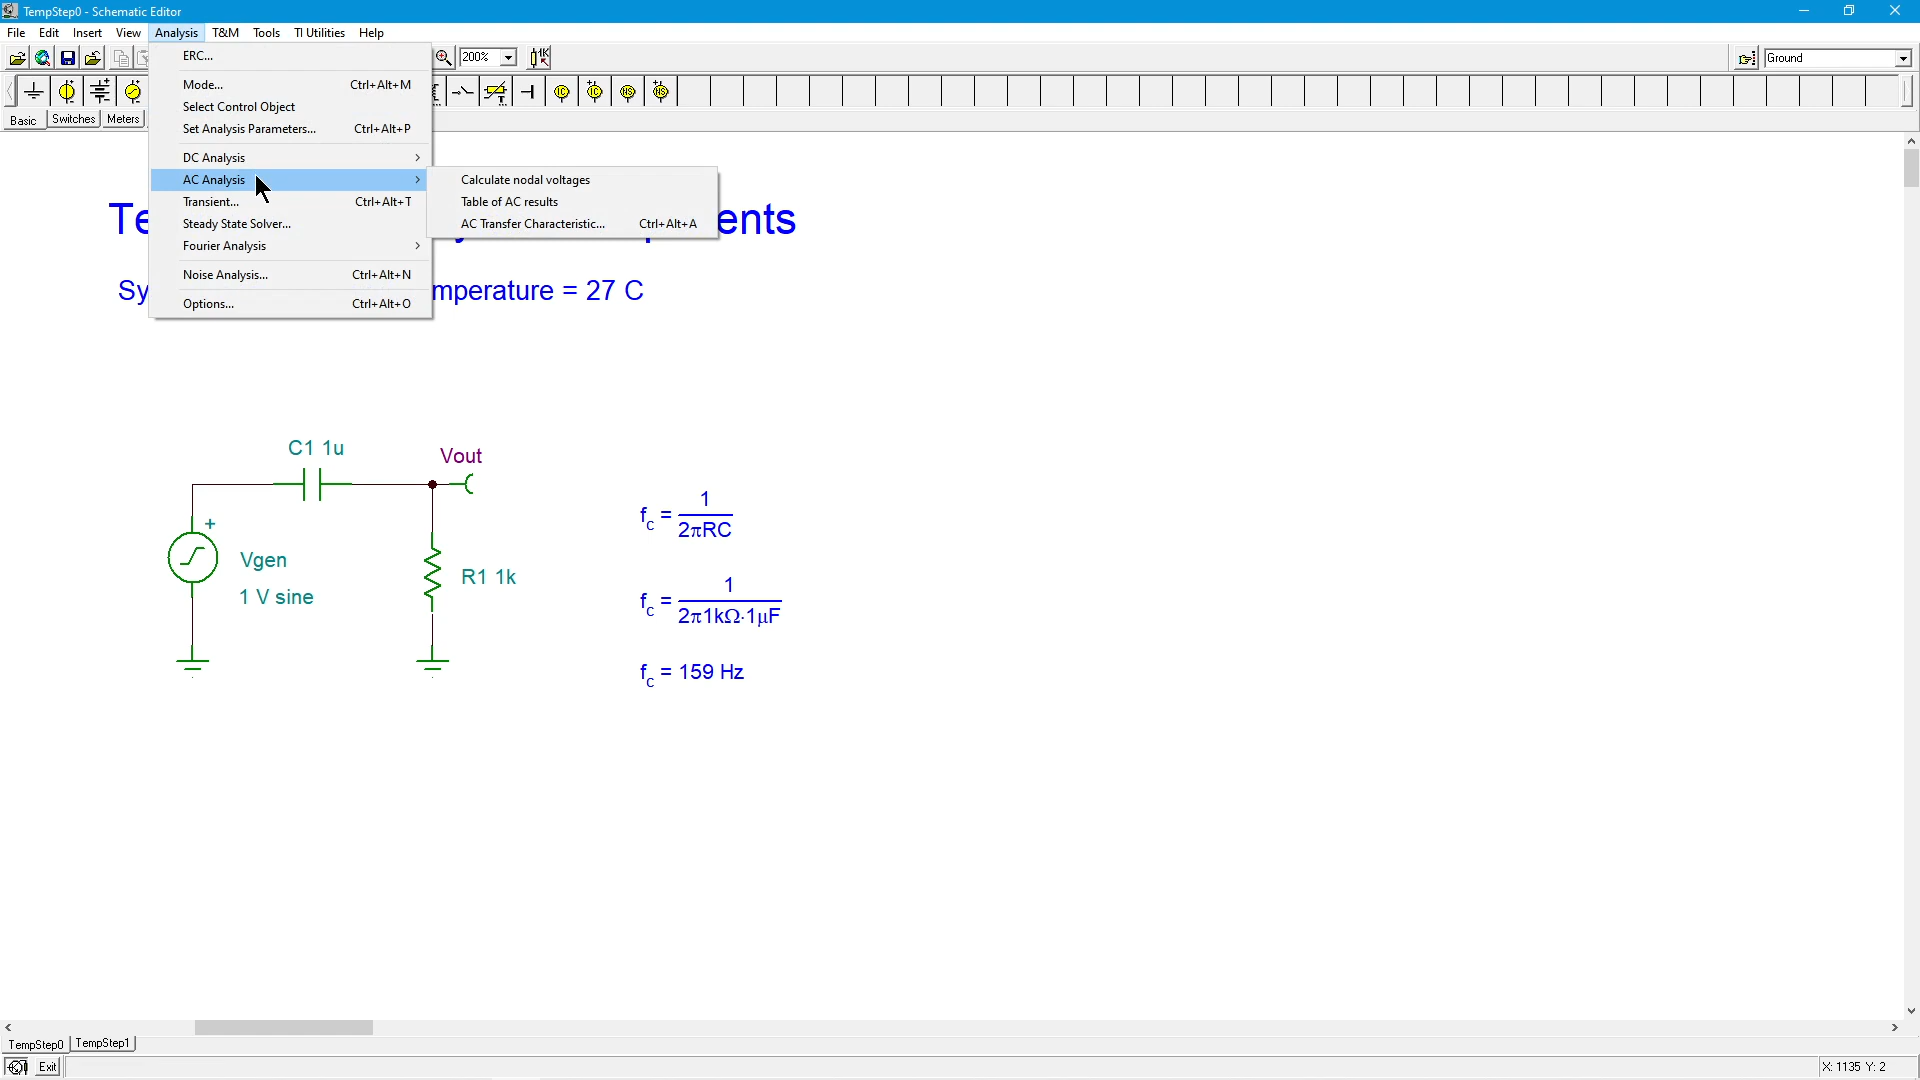 TempStep0 - Schematic Editor
File Edit Insert View Analysis T&M Tools TI Utilities Help
ERC...
200%
Ground
Mode... Ctrl+Alt+M
Select Control Object
Basic Switches Meters
Set Analysis Parameters... Ctrl+Alt+P
DC Analysis
AC Analysis
Calculate nodal voltages
Transient... Ctrl+Alt+T
Table of AC results
Steady State Solver...
AC Transfer Characteristic... Ctrl+Alt+A
Fourier Analysis
Noise Analysis... Ctrl+Alt+N
Options... Ctrl+Alt+O
Te
ents
Sy
mperature = 27 C
C1 1u
Vout
+
Vgen
1 V sine
R1 1k
fc = 1
2πRC
fc = 1
2π1kΩ·1µF
fc = 159 Hz
TempStep0 TempStep1
Exit
X: 1135 Y: 2